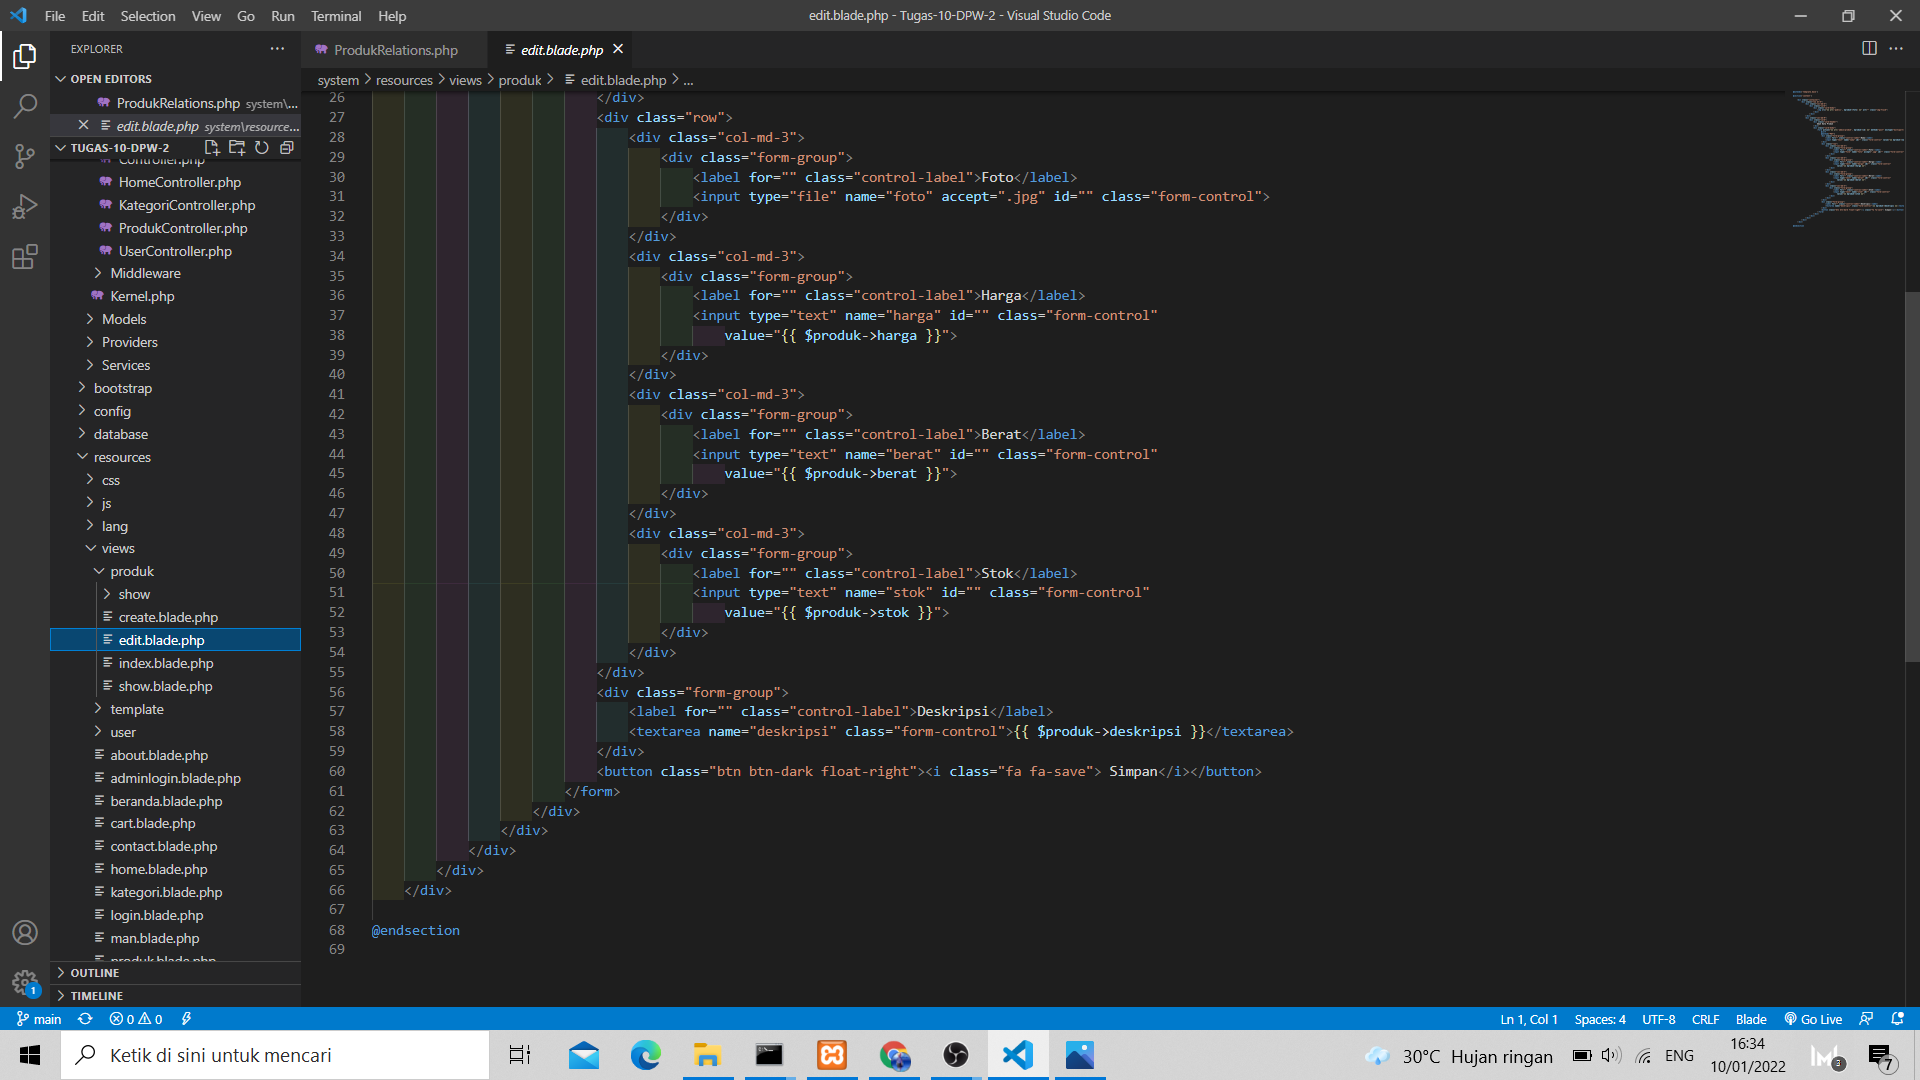 File Edit Selection View Go Run Terminal Help
edit.blade.php - Tugas-10-DPW-2 - Visual Studio Code
EXPLORER
OPEN EDITORS
ProdukRelations.php system\...
edit.blade.php system\resource...
TUGAS-10-DPW-2
Controller.php
HomeController.php
KategoriController.php
ProdukController.php
UserController.php
Middleware
Kernel.php
Models
Providers
Services
bootstrap
config
database
resources
css
js
lang
views
produk
show
create.blade.php
edit.blade.php
index.blade.php
show.blade.php
template
user
about.blade.php
adminlogin.blade.php
beranda.blade.php
cart.blade.php
contact.blade.php
home.blade.php
kategori.blade.php
login.blade.php
man.blade.php
produk.blade.php
OUTLINE
TIMELINE
ProdukRelations.php
edit.blade.php
system > resources > views > produk > edit.blade.php > ...
26 </div>
27 <div class="row">
28 <div class="col-md-3">
29 <div class="form-group">
30 <label for="" class="control-label">Foto</label>
31 <input type="file" name="foto" accept=".jpg" id="" class="form-control">
32 </div>
33 </div>
34 <div class="col-md-3">
35 <div class="form-group">
36 <label for="" class="control-label">Harga</label>
37 <input type="text" name="harga" id="" class="form-control"
38 value="{{ $produk->harga }}">
39 </div>
40 </div>
41 <div class="col-md-3">
42 <div class="form-group">
43 <label for="" class="control-label">Berat</label>
44 <input type="text" name="berat" id="" class="form-control"
45 value="{{ $produk->berat }}">
46 </div>
47 </div>
48 <div class="col-md-3">
49 <div class="form-group">
50 <label for="" class="control-label">Stok</label>
51 <input type="text" name="stok" id="" class="form-control"
52 value="{{ $produk->stok }}">
53 </div>
54 </div>
55 </div>
56 <div class="form-group">
57 <label for="" class="control-label">Deskripsi</label>
58 <textarea name="deskripsi" class="form-control">{{ $produk->deskripsi }}</textarea>
59 </div>
60 <button class="btn btn-dark float-right"><i class="fa fa-save"> Simpan</i></button>
61 </form>
62 </div>
63 </div>
64 </div>
65 </div>
66 </div>
67
68 @endsection
69
1
main 0 0
Ln 1, Col 1 Spaces: 4 UTF-8 CRLF Blade Go Live
Ketik di sini untuk mencari
30°C Hujan ringan
ENG
16:34
10/01/2022
3
7